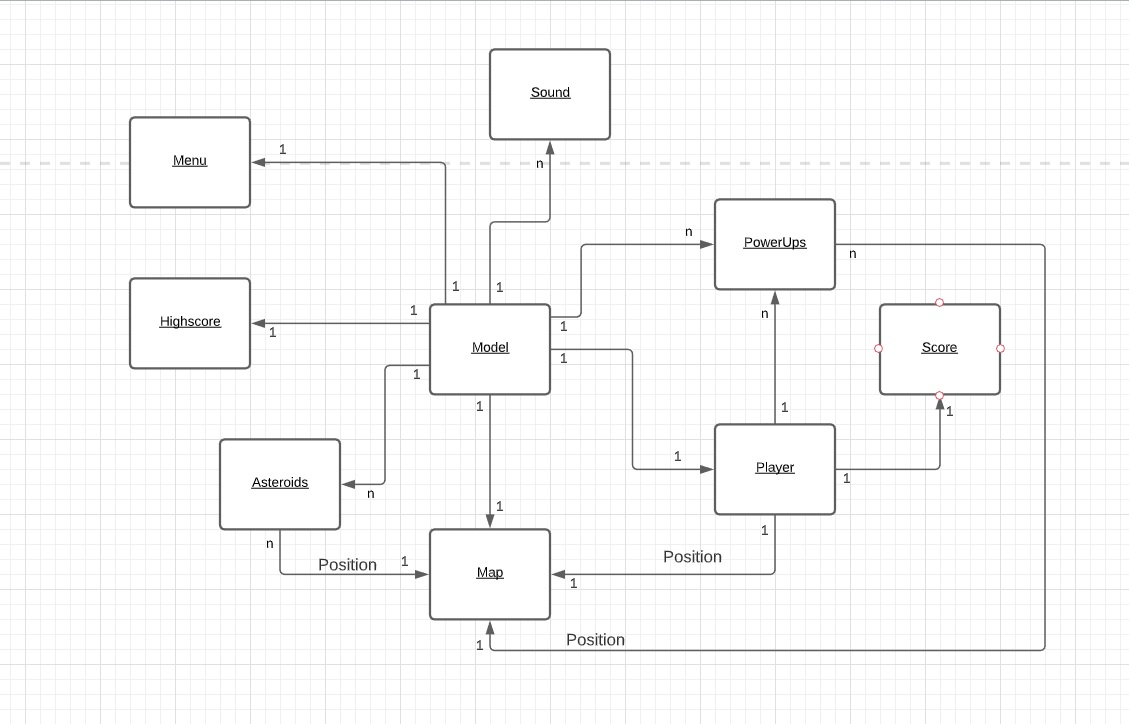 Sound
Menu
1
n
n
PowerUps
n
1
1
Highscore
1
1
1
n
Model
1
1
Score
1
1
1
1
Player
1
1
Asteroids
n
1
n
Position
1
Map
1
Position
1
1
Position